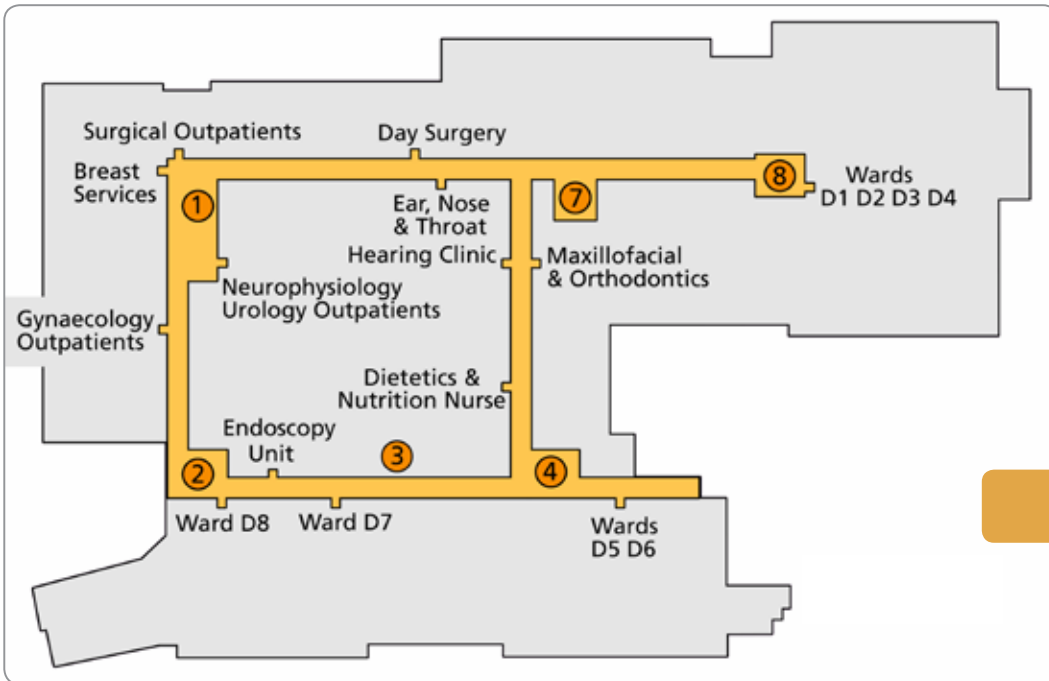 Surgical Outpatients
Day Surgery
Breast
Services
1
Ear, Nose
& Throat
7
8
Wards
D1 D2 D3 D4
Hearing Clinic
Maxillofacial
& Orthodontics
Neurophysiology
Urology Outpatients
Gynaecology
Outpatients
Dietetics &
Nutrition Nurse
Endoscopy
Unit
2
3
4
Ward D8
Ward D7
Wards
D5 D6